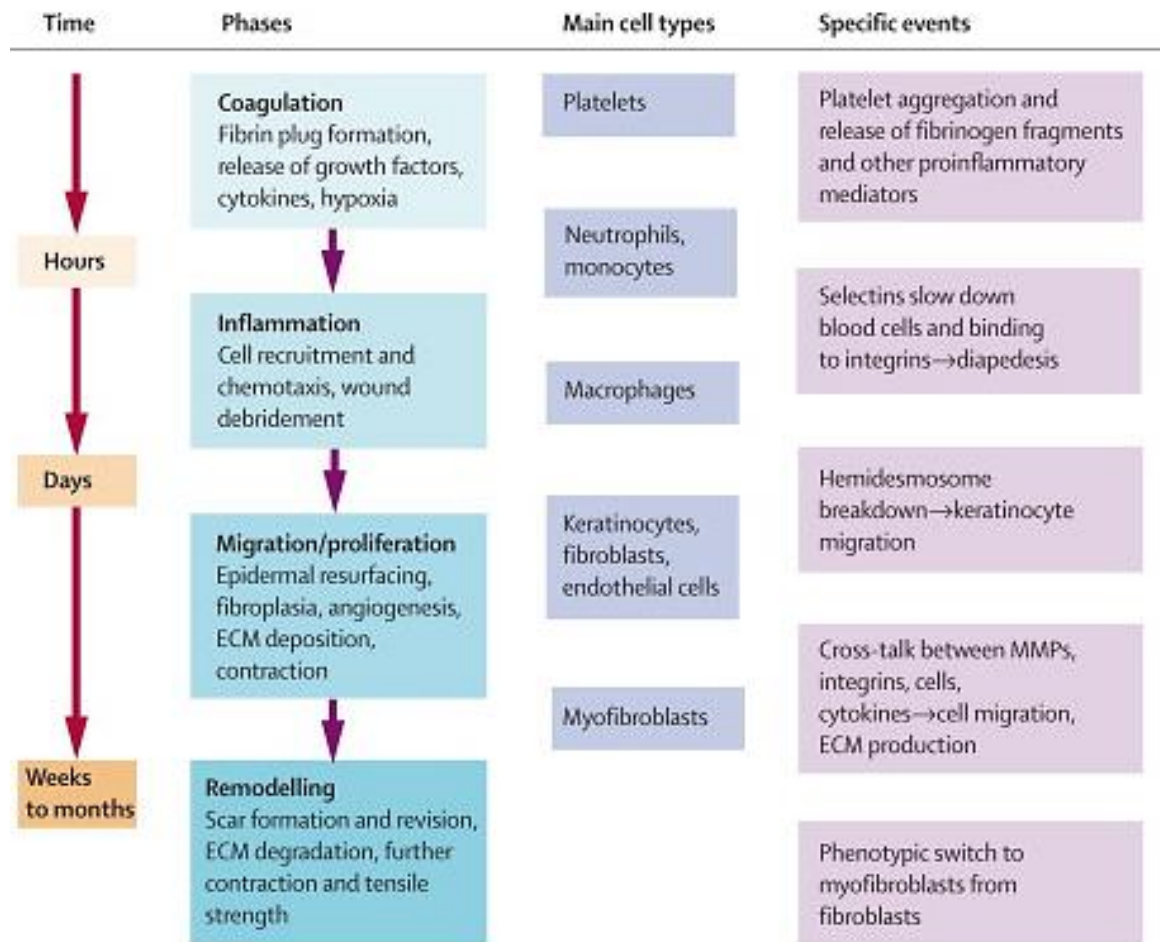 Time
Phases
Main cell types
Specific events
Hours
Days
Weeks
to months
Coagulation
Fibrin plug formation,
release of growth factors,
cytokines, hypoxia
Inflammation
Cell recruitment and
chemotaxis, wound
debridement
Migration/proliferation
Epidermal resurfacing,
fibroplasia, angiogenesis,
ECM deposition,
contraction
Remodelling
Scar formation and revision,
ECM degradation, further
contraction and tensile
strength
Platelets
Neutrophils,
monocytes
Macrophages
Keratinocytes,
fibroblasts,
endothelial cells
Myofibroblasts
Platelet aggregation and
release of fibrinogen fragments
and other proinflammatory
mediators
Selectins slow down
blood cells and binding
to integrins→diapedesis
Hemidesmosome
breakdown→keratinocyte
migration
Cross-talk between MMPs,
integrins, cells,
cytokines→cell migration,
ECM production
Phenotypic switch to
myofibroblasts from
fibroblasts